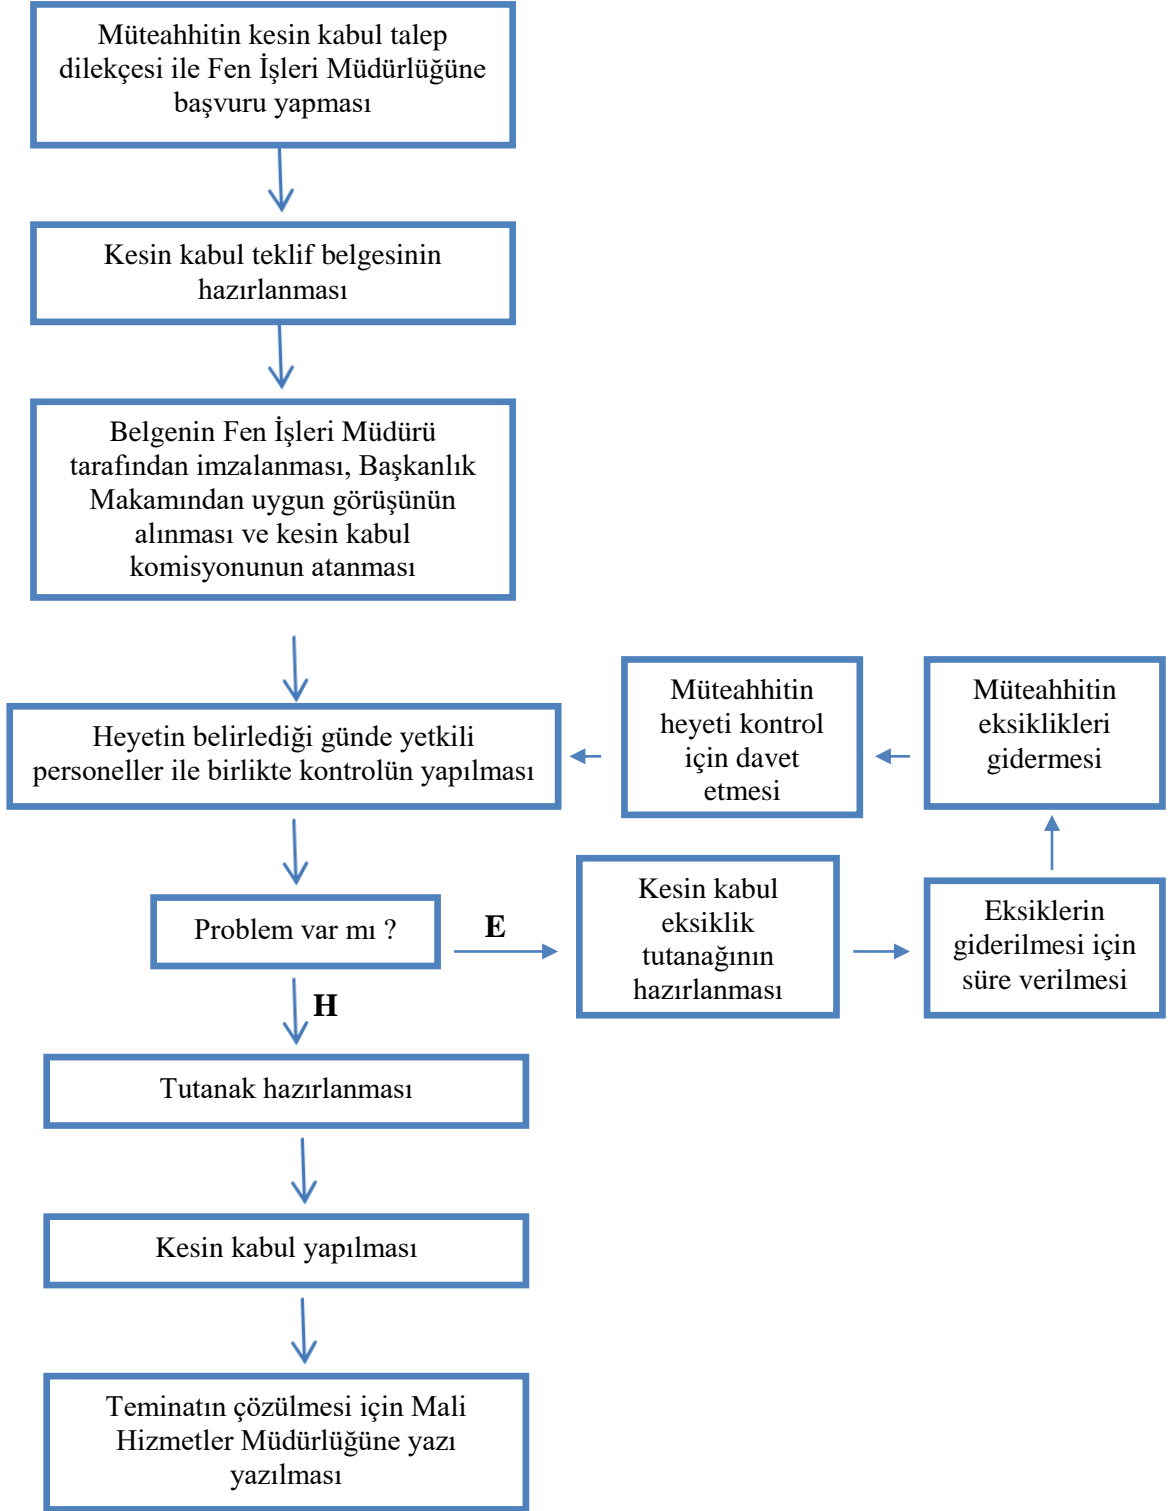 Müteahhitin kesin kabul talep
dilekçesi ile Fen İşleri Müdürlüğüne
başvuru yapması
Kesin kabul teklif belgesinin
hazırlanması
Belgenin Fen İşleri Müdürü
tarafından imzalanması, Başkanlık
Makamından uygun görüşünün
alınması ve kesin kabul
komisyonunun atanması
Heyetin belirlediği günde yetkili
personeller ile birlikte kontrolün yapılması
Müteahhitin
heyeti kontrol
için davet
etmesi
Müteahhitin
eksiklikleri
gidermesi
Problem var mı ?
E
Kesin kabul
eksiklik
tutanağının
hazırlanması
Eksiklerin
giderilmesi için
süre verilmesi
H
Tutanak hazırlanması
Kesin kabul yapılması
Teminatın çözülmesi için Mali
Hizmetler Müdürlüğüne yazı
yazılması